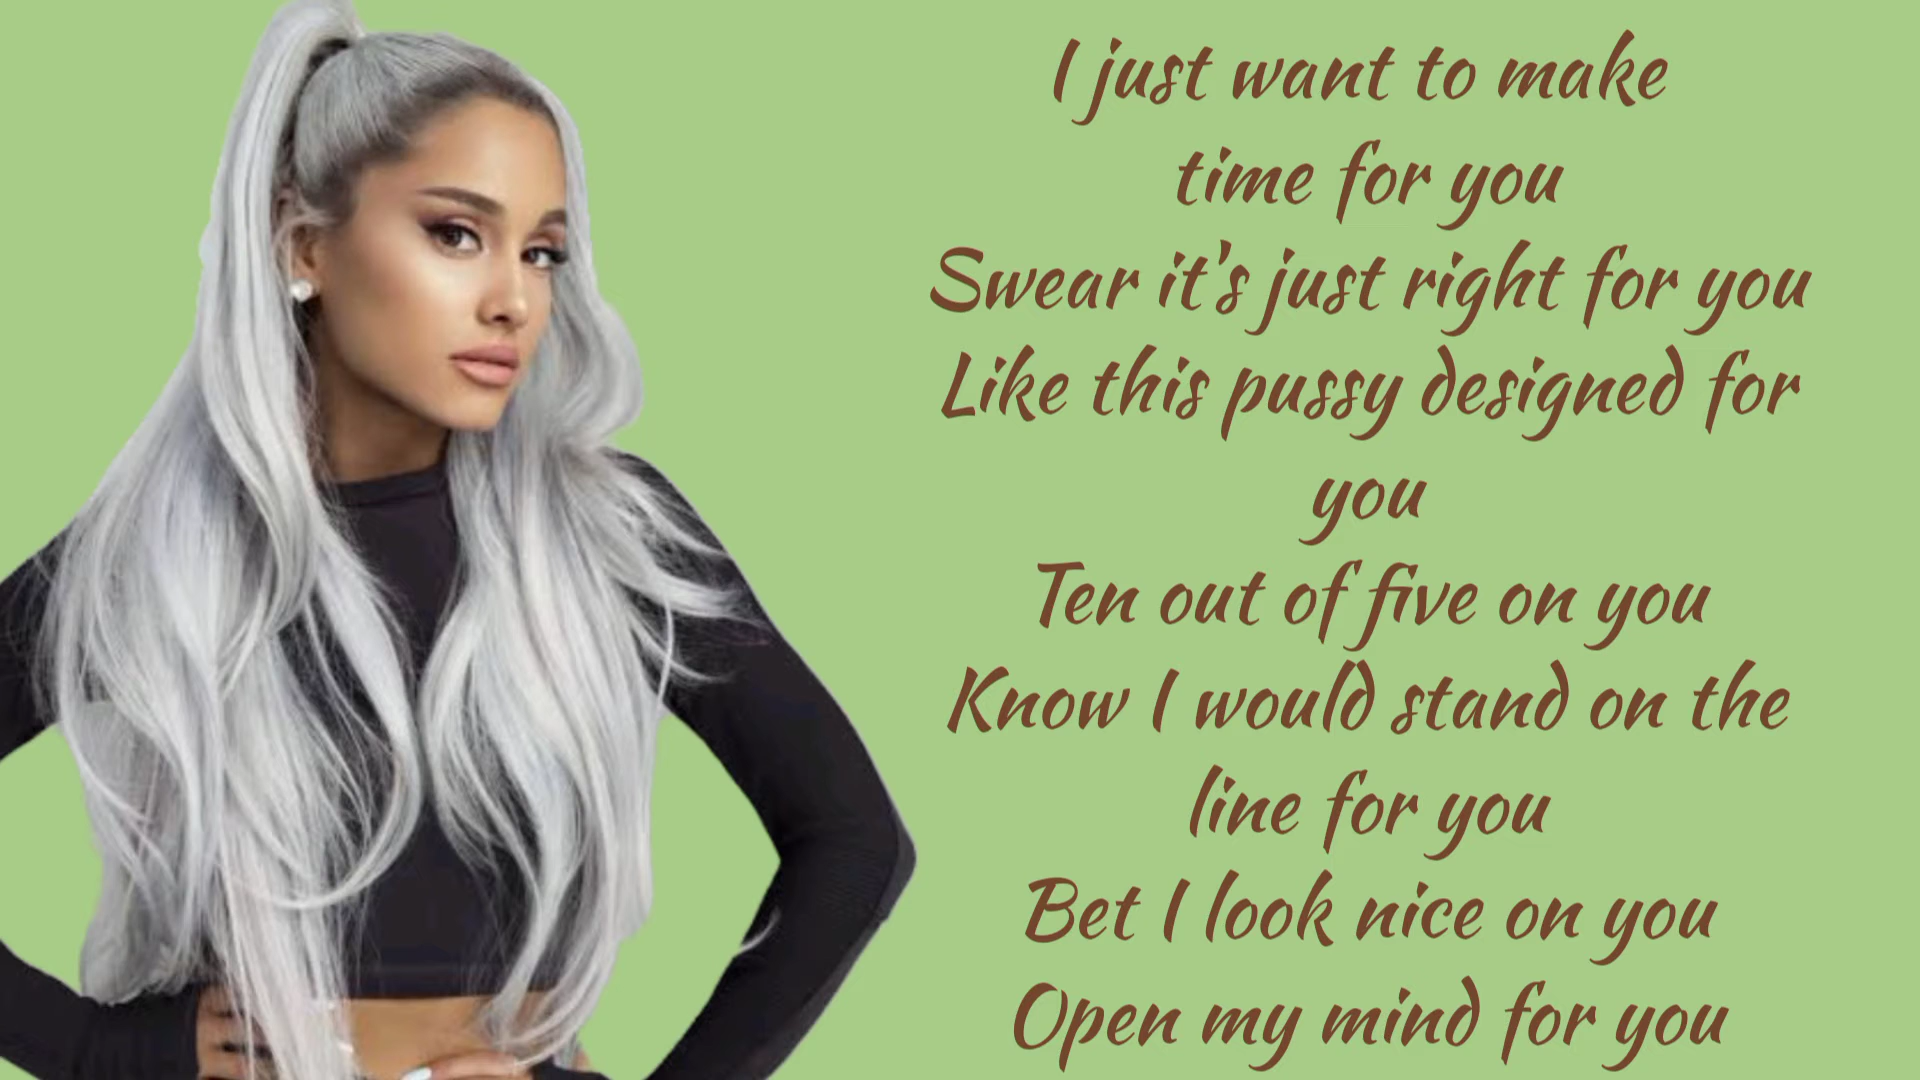 I just want to make
time for you
Swear it's just right for you
Like this pussy designed for
you
Ten out of five on you
Know I would stand on the
line for you
Bet I look nice on you
Open my mind for you